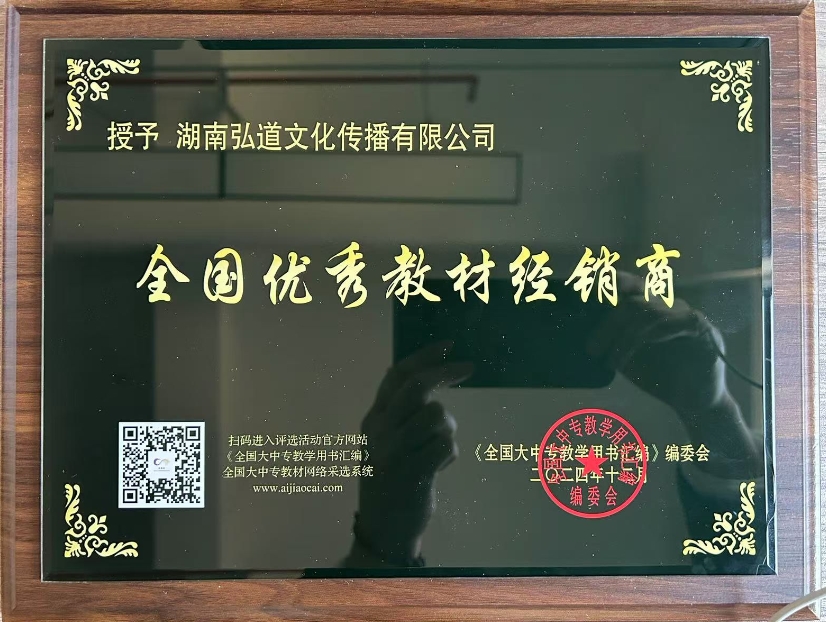 授予 湖南弘道文化传播有限公司
全国优秀教材经销商
扫码进入评选活动官方网站
《全国大中专教学用书汇编》
全国大中专教材网络采选系统
www.aijiaocai.com
《全国大中专教学用书汇编》编委会
二〇二四年十月
编委会